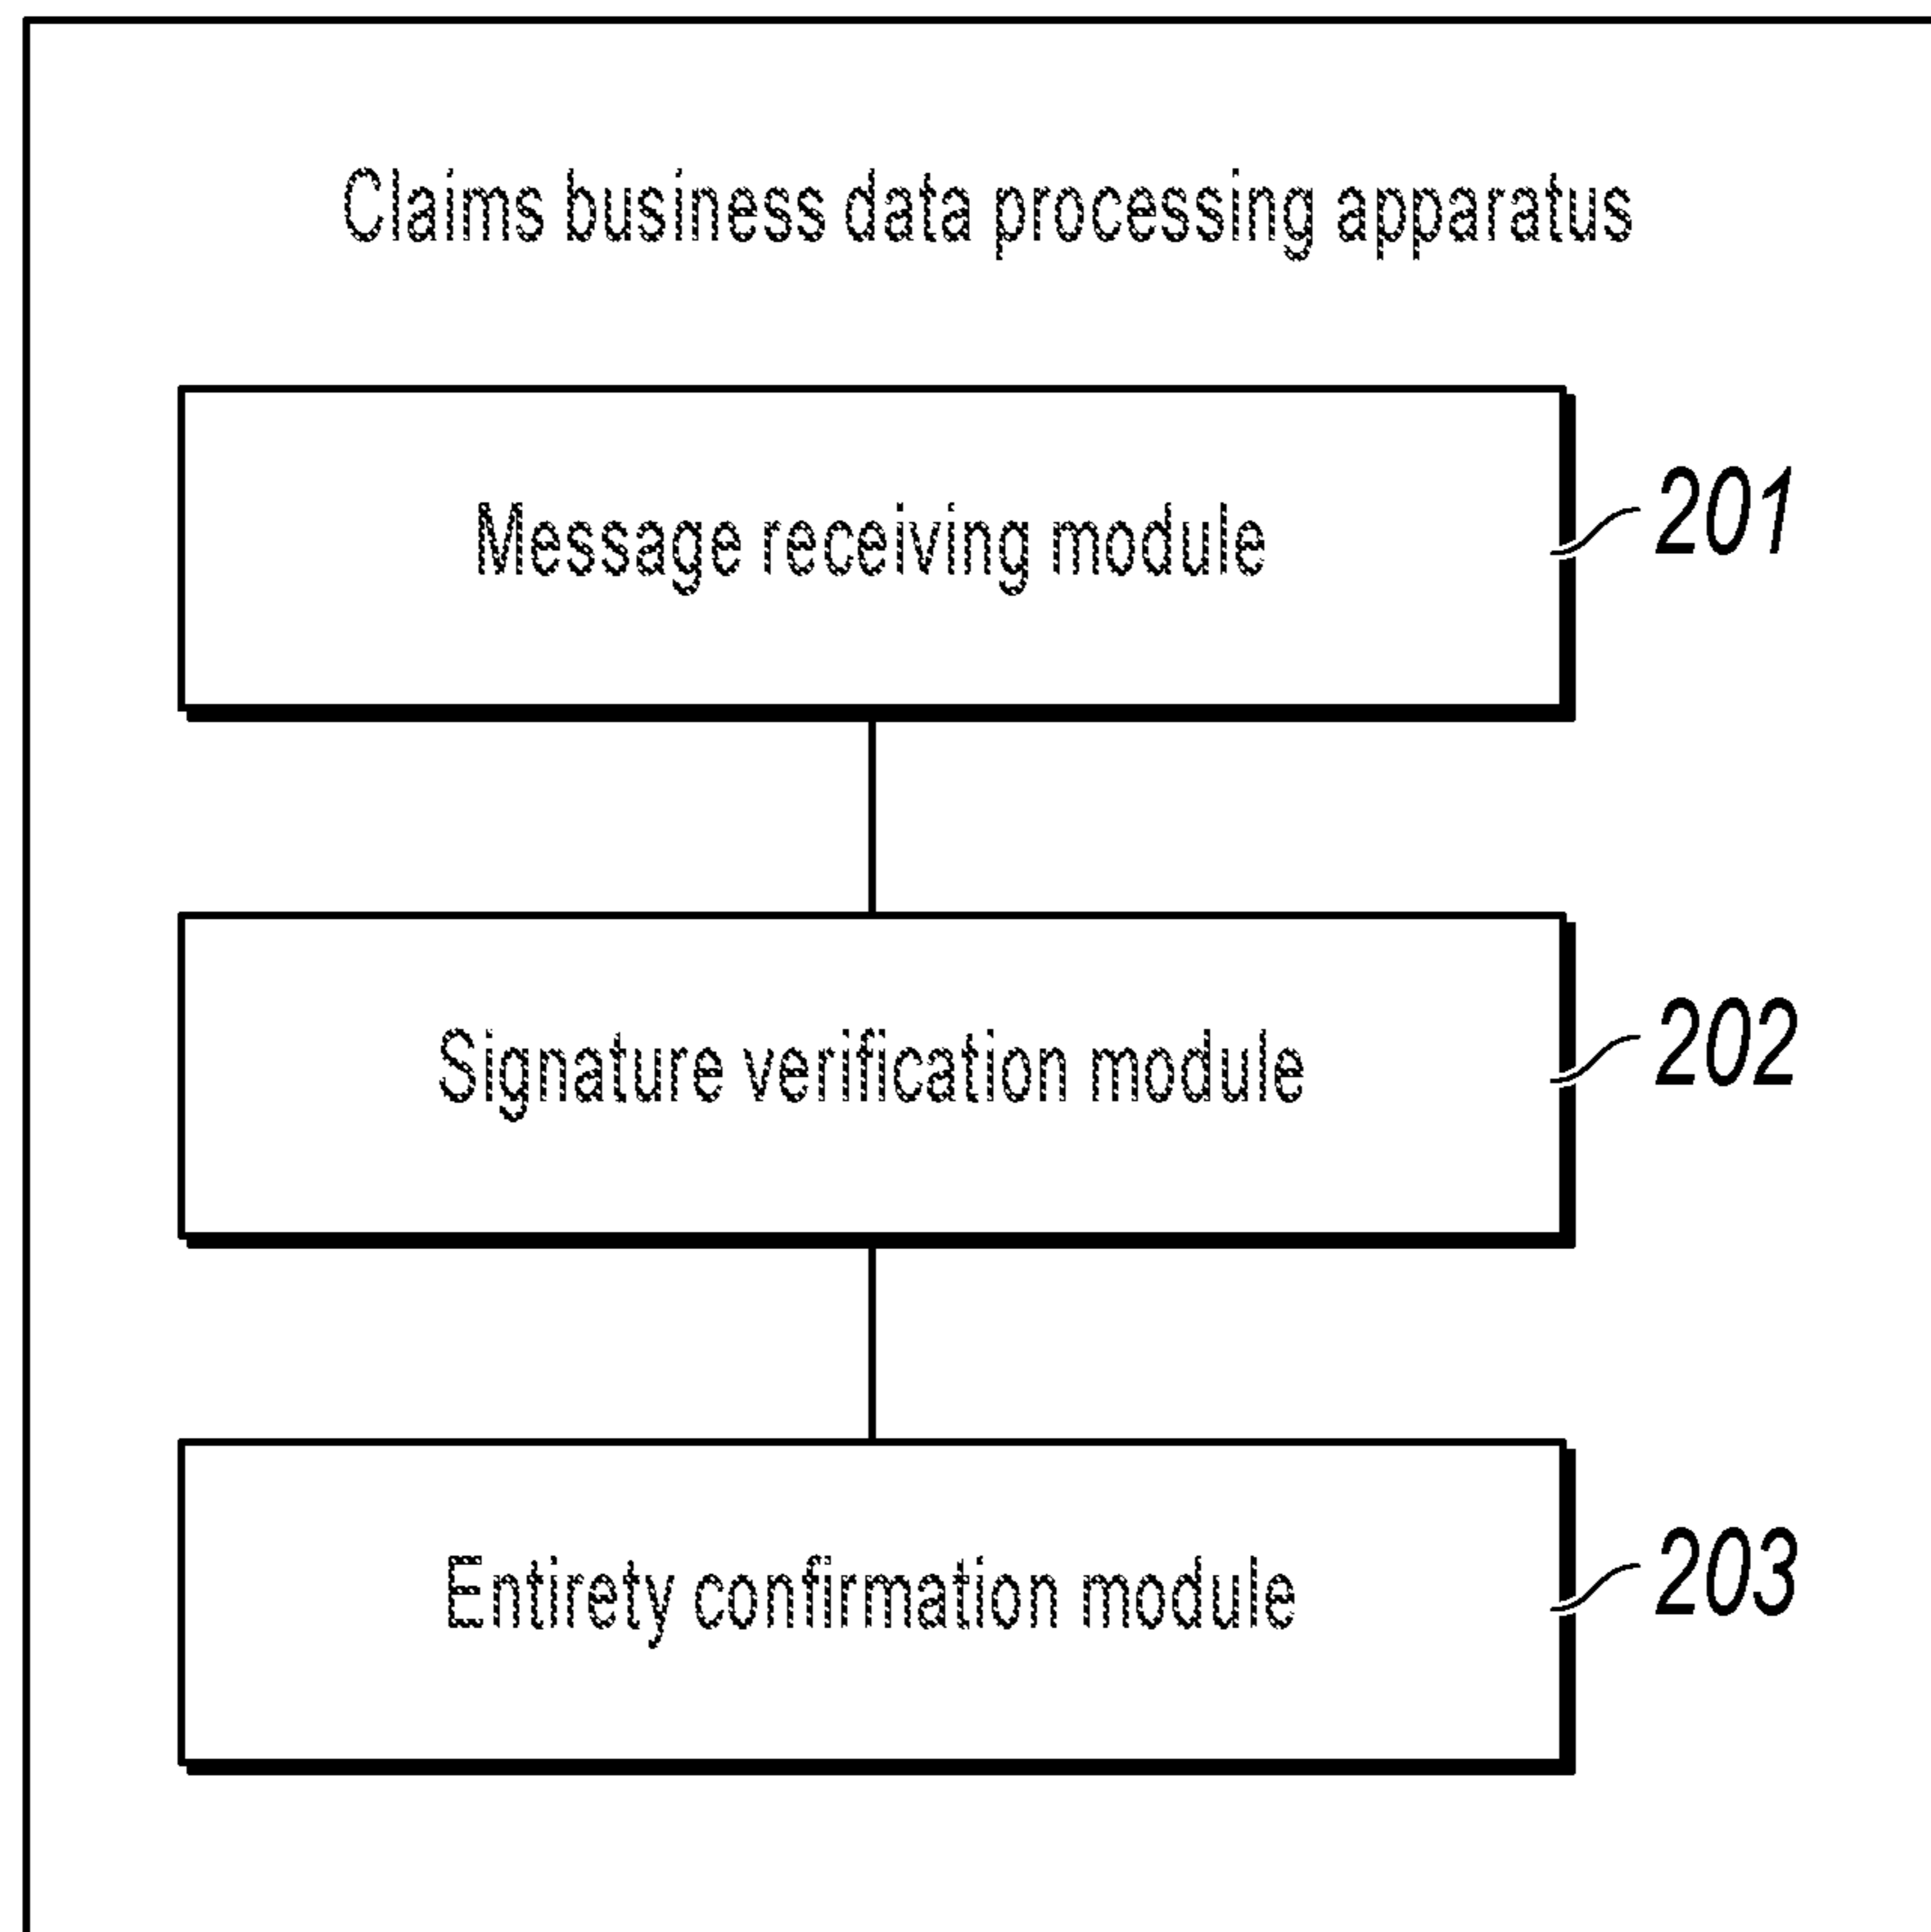 Claims business data processing apparatus
Message receiving module
201
Signature verification module
202
Entirety confirmation module
203